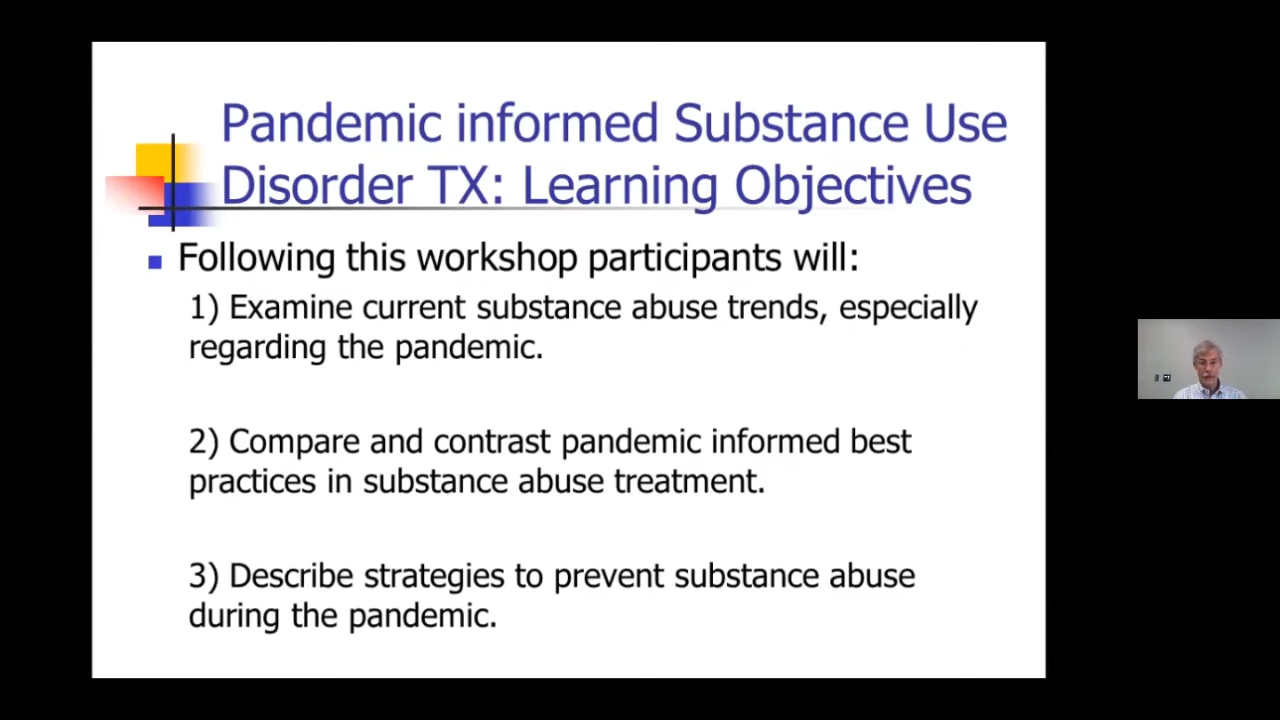 Pandemic informed Substance Use
Disorder TX: Learning Objectives
Following this workshop participants will:
1) Examine current substance abuse trends, especially
regarding the pandemic.
2) Compare and contrast pandemic informed best
practices in substance abuse treatment.
3) Describe strategies to prevent substance abuse
during the pandemic.